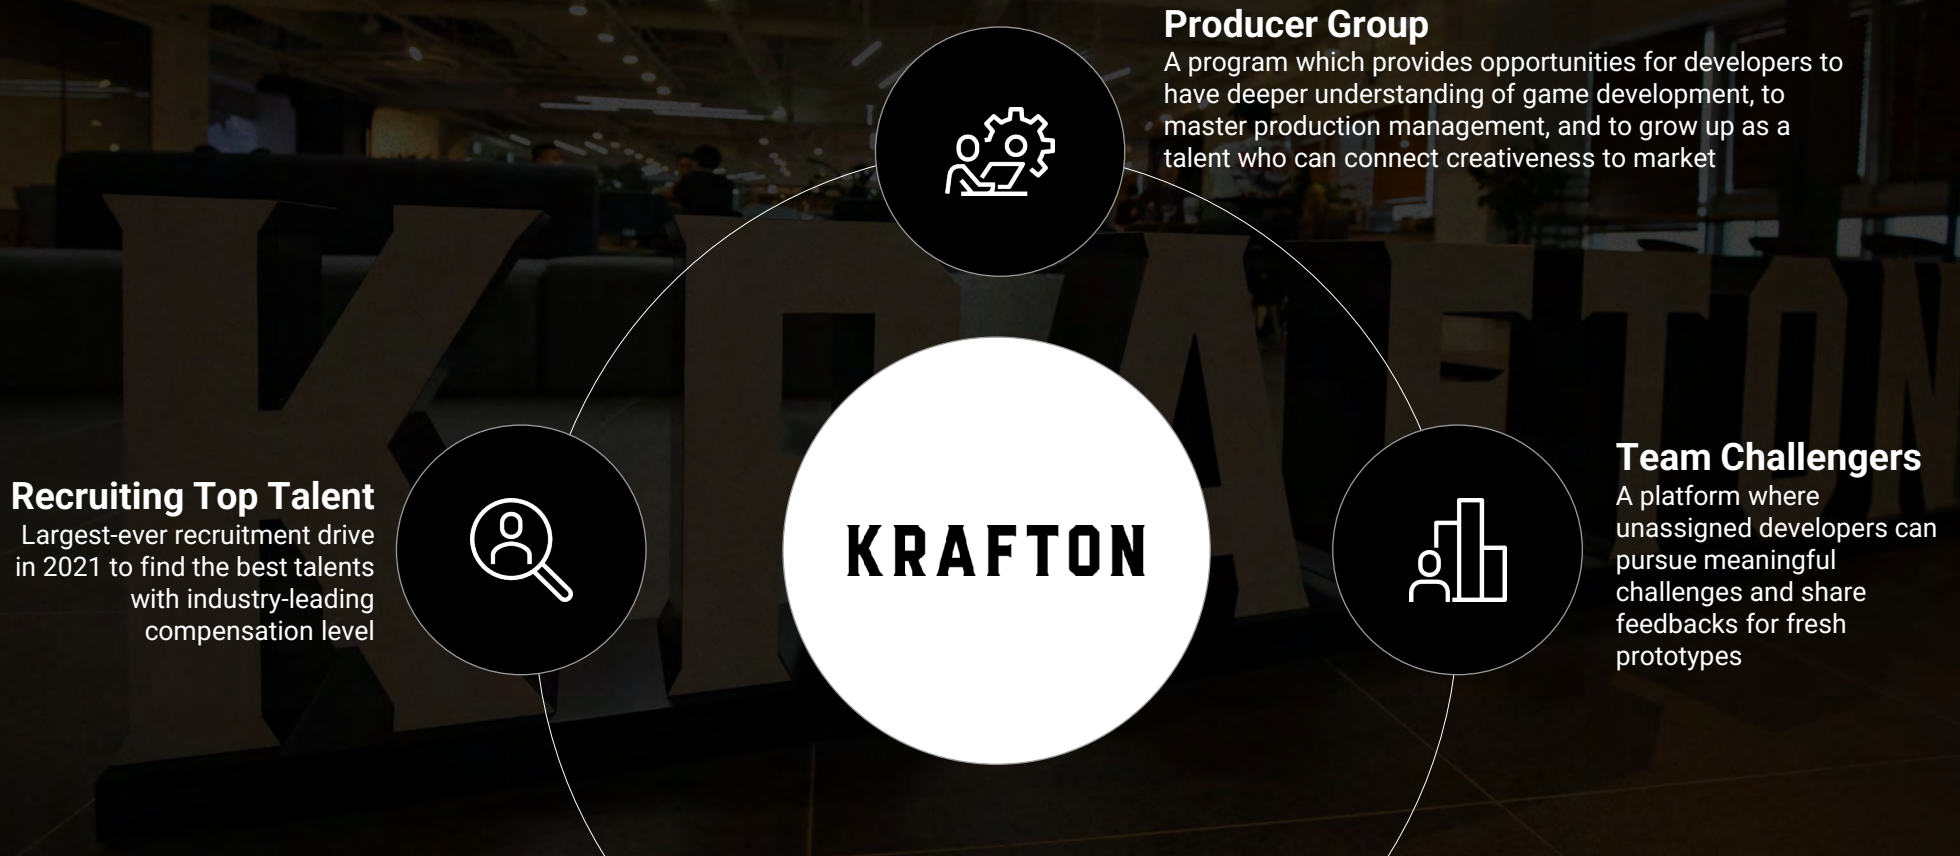 Producer Group
A program which provides opportunities for developers to
have deeper understanding of game development, to
master production management, and to grow up as a
talent who can connect creativeness to market
Recruiting Top Talent
Largest-ever recruitment drive
in 2021 to find the best talents
with industry-leading
compensation level
KRAFTON
Team Challengers
A platform where
unassigned developers can
pursue meaningful
challenges and share
feedbacks for fresh
prototypes
KRAFTON